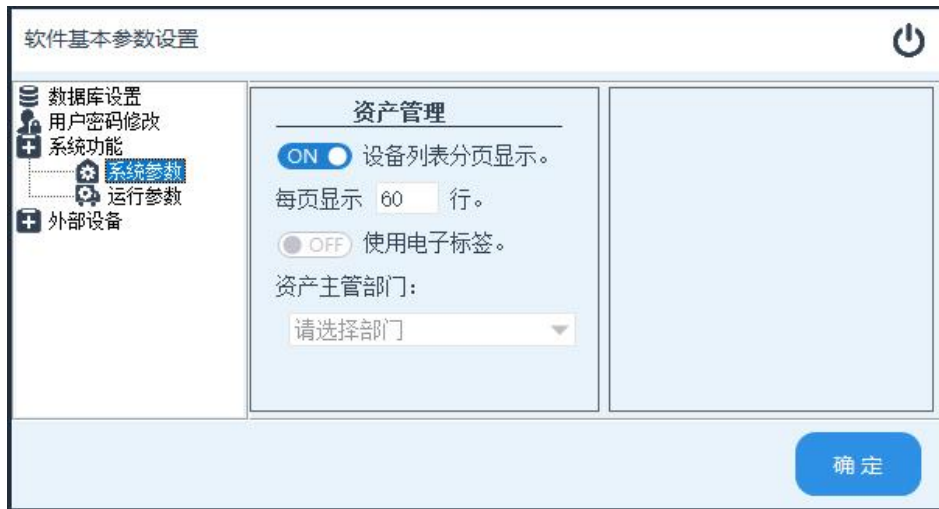 软件基本参数设置
数据库设置
用户密码修改
系统功能
系统参数
运行参数
外部设备
资产管理
ON 设备列表分页显示。
每页显示 60 行。
OFF 使用电子标签。
资产主管部门：
请选择部门
确定